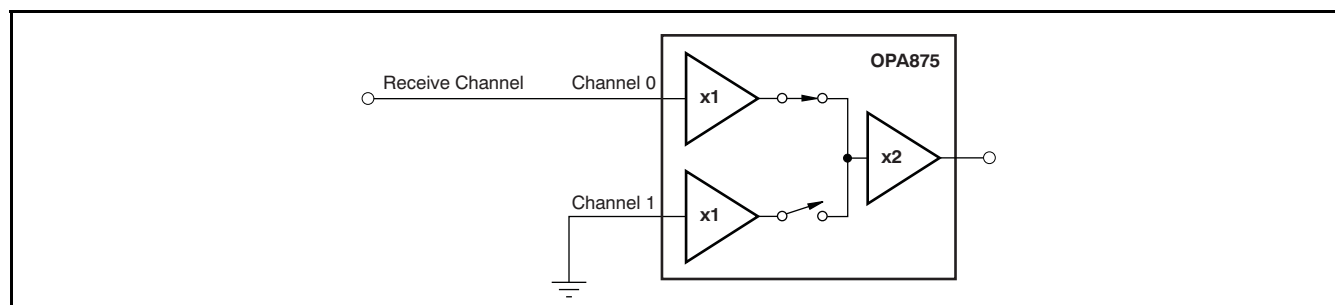 OPA875
Receive Channel
Channel 0
x1
x2
Channel 1
x1